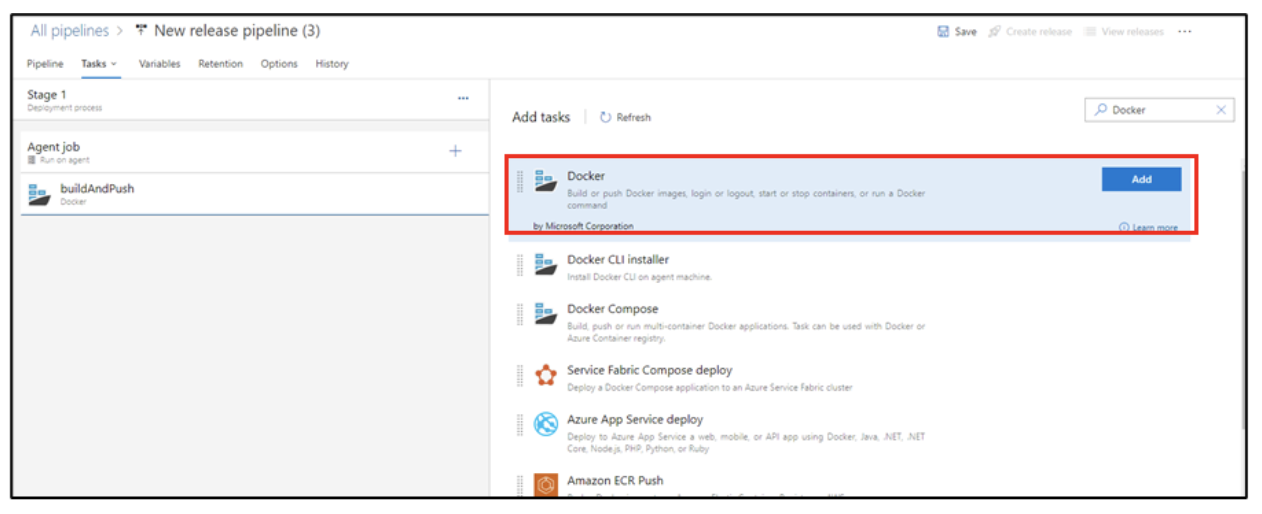 All pipelines > New release pipeline (3)
Save Create release View releases ...
Pipeline Tasks Variables Retention Options History
Stage 1
Deployment process
...
Add tasks | Refresh
Docker
Agent job
Run on agent
buildAndPush
Docker
Docker
Build or push Docker images, login or logout, start or stop containers, or run a Docker
command
by Microsoft Corporation
Add
Learn more
Docker CLI installer
Install Docker CLI on agent machine.
Docker Compose
Build, push or run multi-container Docker applications. Task can be used with Docker or
Azure Container registry.
Service Fabric Compose deploy
Deploy a Docker Compose application to an Azure Service Fabric cluster
Azure App Service deploy
Deploy to Azure App Service a web, mobile, or API app using Docker, Java, .NET, .NET
Core, Node.js, PHP, Python, or Ruby
Amazon ECR Push